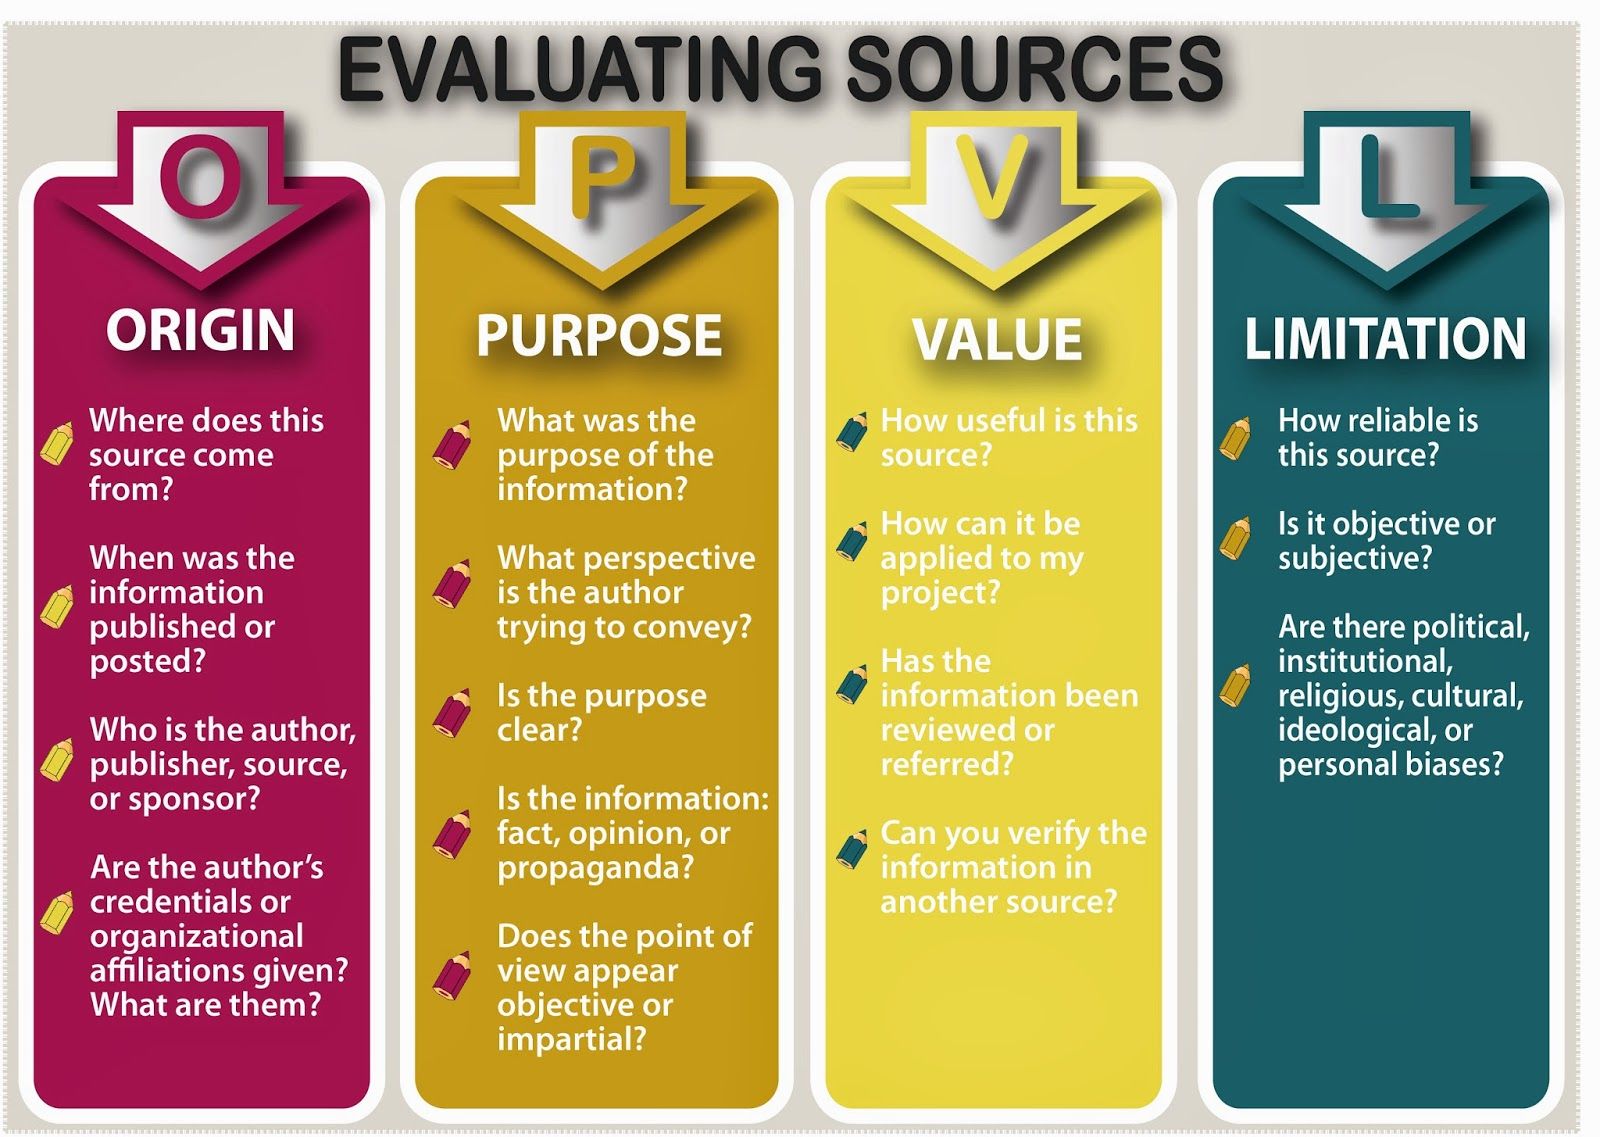 EVALUATING SOURCES
O
ORIGIN
Where does this
source come
from?
When was the
information
published or
posted?
Who is the author,
publisher, source,
or sponsor?
Are the author's
credentials or
organizational
affiliations given?
What are them?
P
PURPOSE
What was the
purpose of the
information?
What perspective
is the author
trying to convey?
Is the purpose
clear?
Is the information:
fact, opinion, or
propaganda?
Does the point of
view appear
objective or
impartial?
V
VALUE
How useful is this
source?
How can it be
applied to my
project?
Has the
information been
reviewed or
referred?
Can you verify the
information in
another source?
L
LIMITATION
How reliable is
this source?
Is it objective or
subjective?
Are there political,
institutional,
religious, cultural,
ideological, or
personal biases?